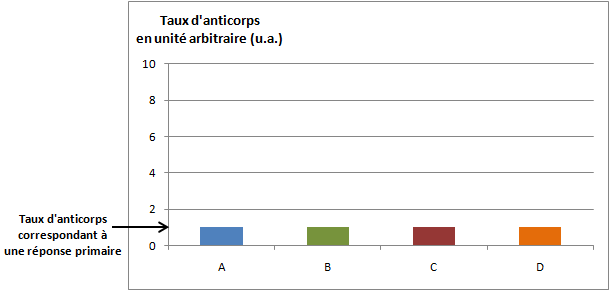 Taux d'anticorps
en unité arbitraire (u.a.)
10
8
6
4
2
0
Taux d'anticorps
correspondant à
une réponse primaire
A B C D